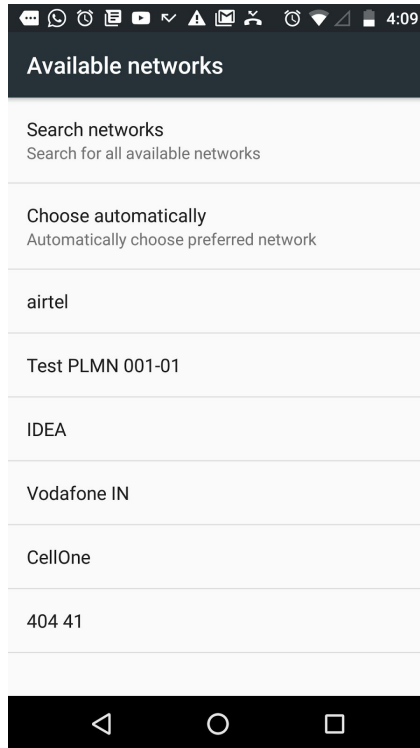 4:09
Available networks
Search networks
Search for all available networks
Choose automatically
Automatically choose preferred network
airtel
Test PLMN 001-01
IDEA
Vodafone IN
CellOne
404 41